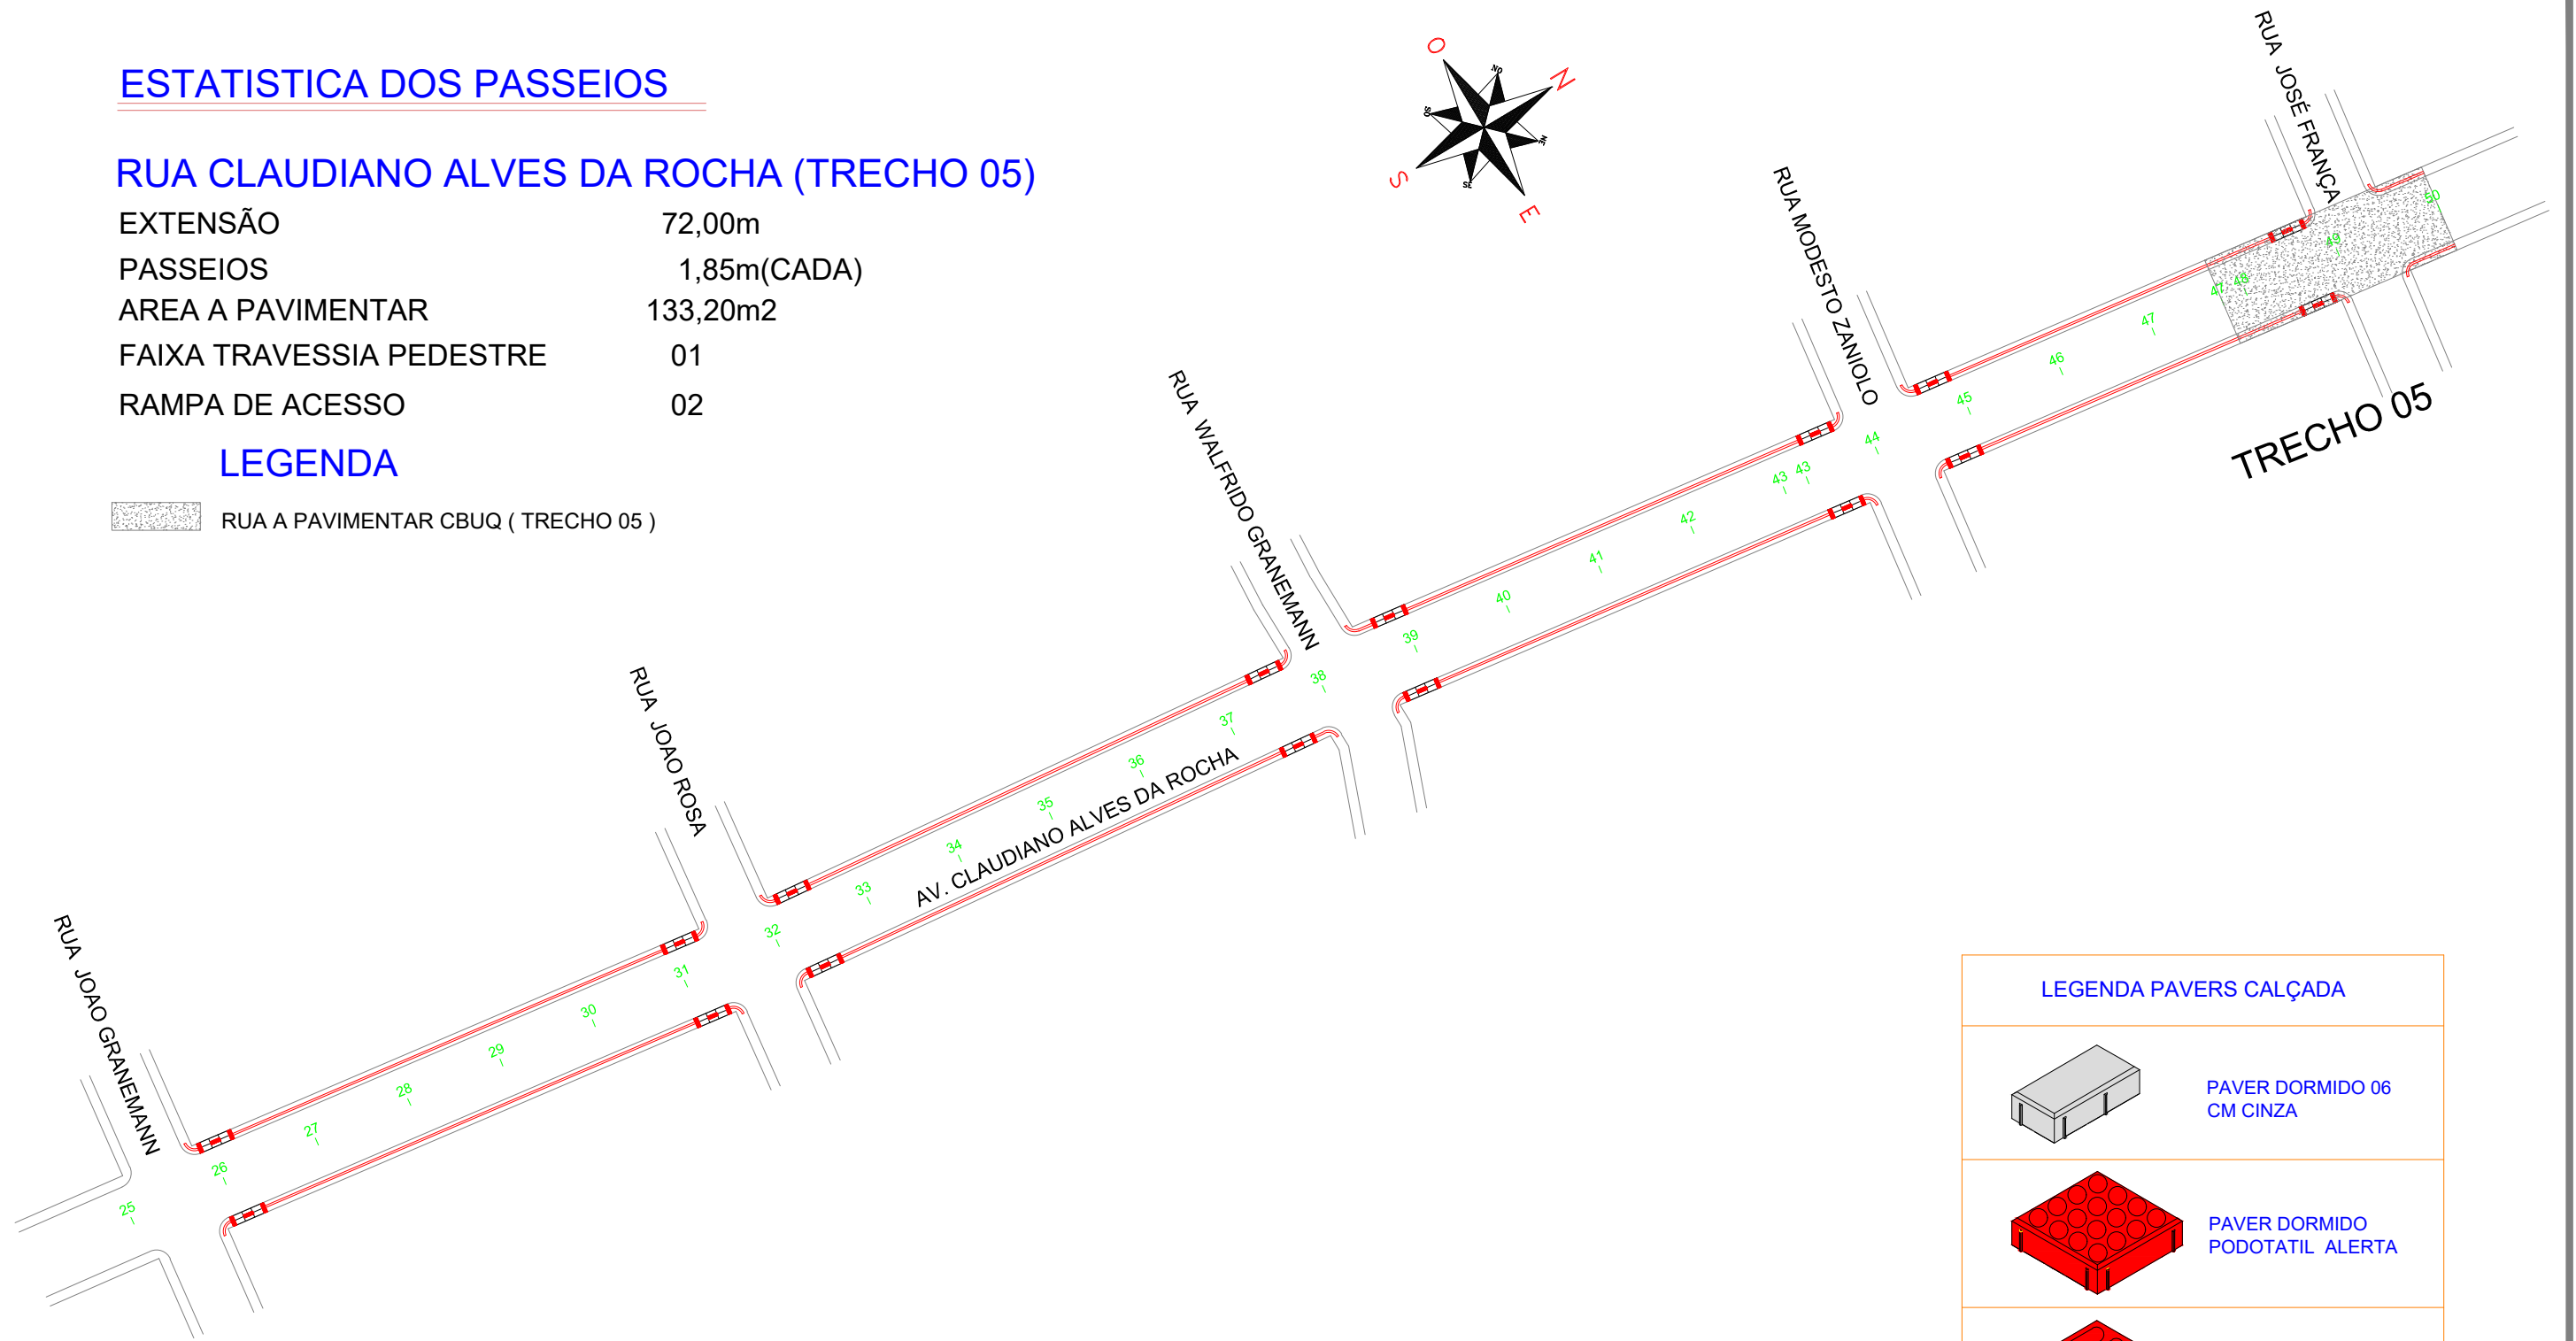 ESTATISTICA DOS PASSEIOS
RUA CLAUDIANO ALVES DA ROCHA (TRECHO 05)
EXTENSÃO 72,00m
PASSEIOS 1,85m(CADA)
AREA A PAVIMENTAR 133,20m2
FAIXA TRAVESSIA PEDESTRE 01
RAMPA DE ACESSO 02
LEGENDA
RUA A PAVIMENTAR CBUQ ( TRECHO 05 )
O
NO
N
SO
NE
S
SE
E
RUA JOSÉ FRANÇA
RUA MODESTO ZANIOLO
RUA WALFRIDO GRANEMANN
RUA JOAO ROSA
RUA JOAO GRANEMANN
AV. CLAUDIANO ALVES DA ROCHA
TRECHO 05
25
26
27
28
29
30
31
32
33
34
35
36
37
38
39
40
41
42
43
43
44
45
46
47
47
48
49
50
LEGENDA PAVERS CALÇADA
PAVER DORMIDO 06
CM CINZA
PAVER DORMIDO
PODOTATIL ALERTA